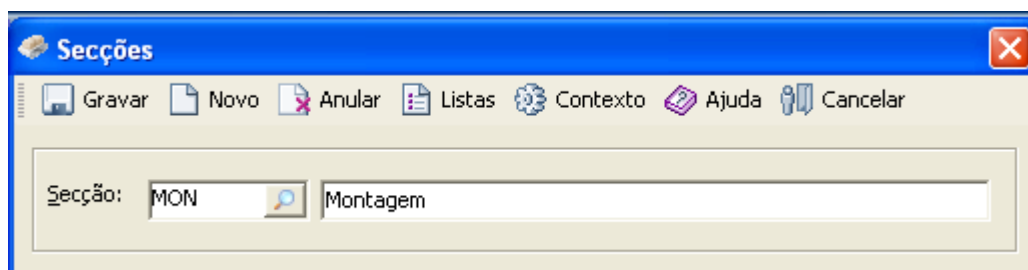 Secções
Gravar Novo Anular Listas Contexto Ajuda Cancelar
Secção: MON Montagem